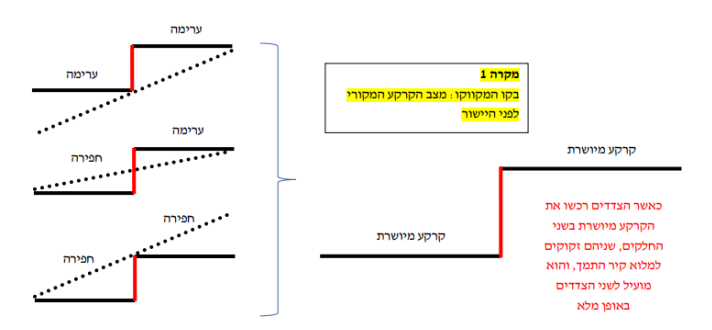 ערימה
ערימה
ערימה
חפירה
חפירה
חפירה
מקרה 1
בקו המקווקו : מצב הקרקע המקורי
לפני היישור
קרקע מיושרת
קרקע מיושרת
כאשר הצדדים רכשו את
הקרקע מיושרת בשני
החלקים, שניהם זקוקים
למלוא קיר התמך, והוא
מועיל לשני הצדדים
באופן מלא